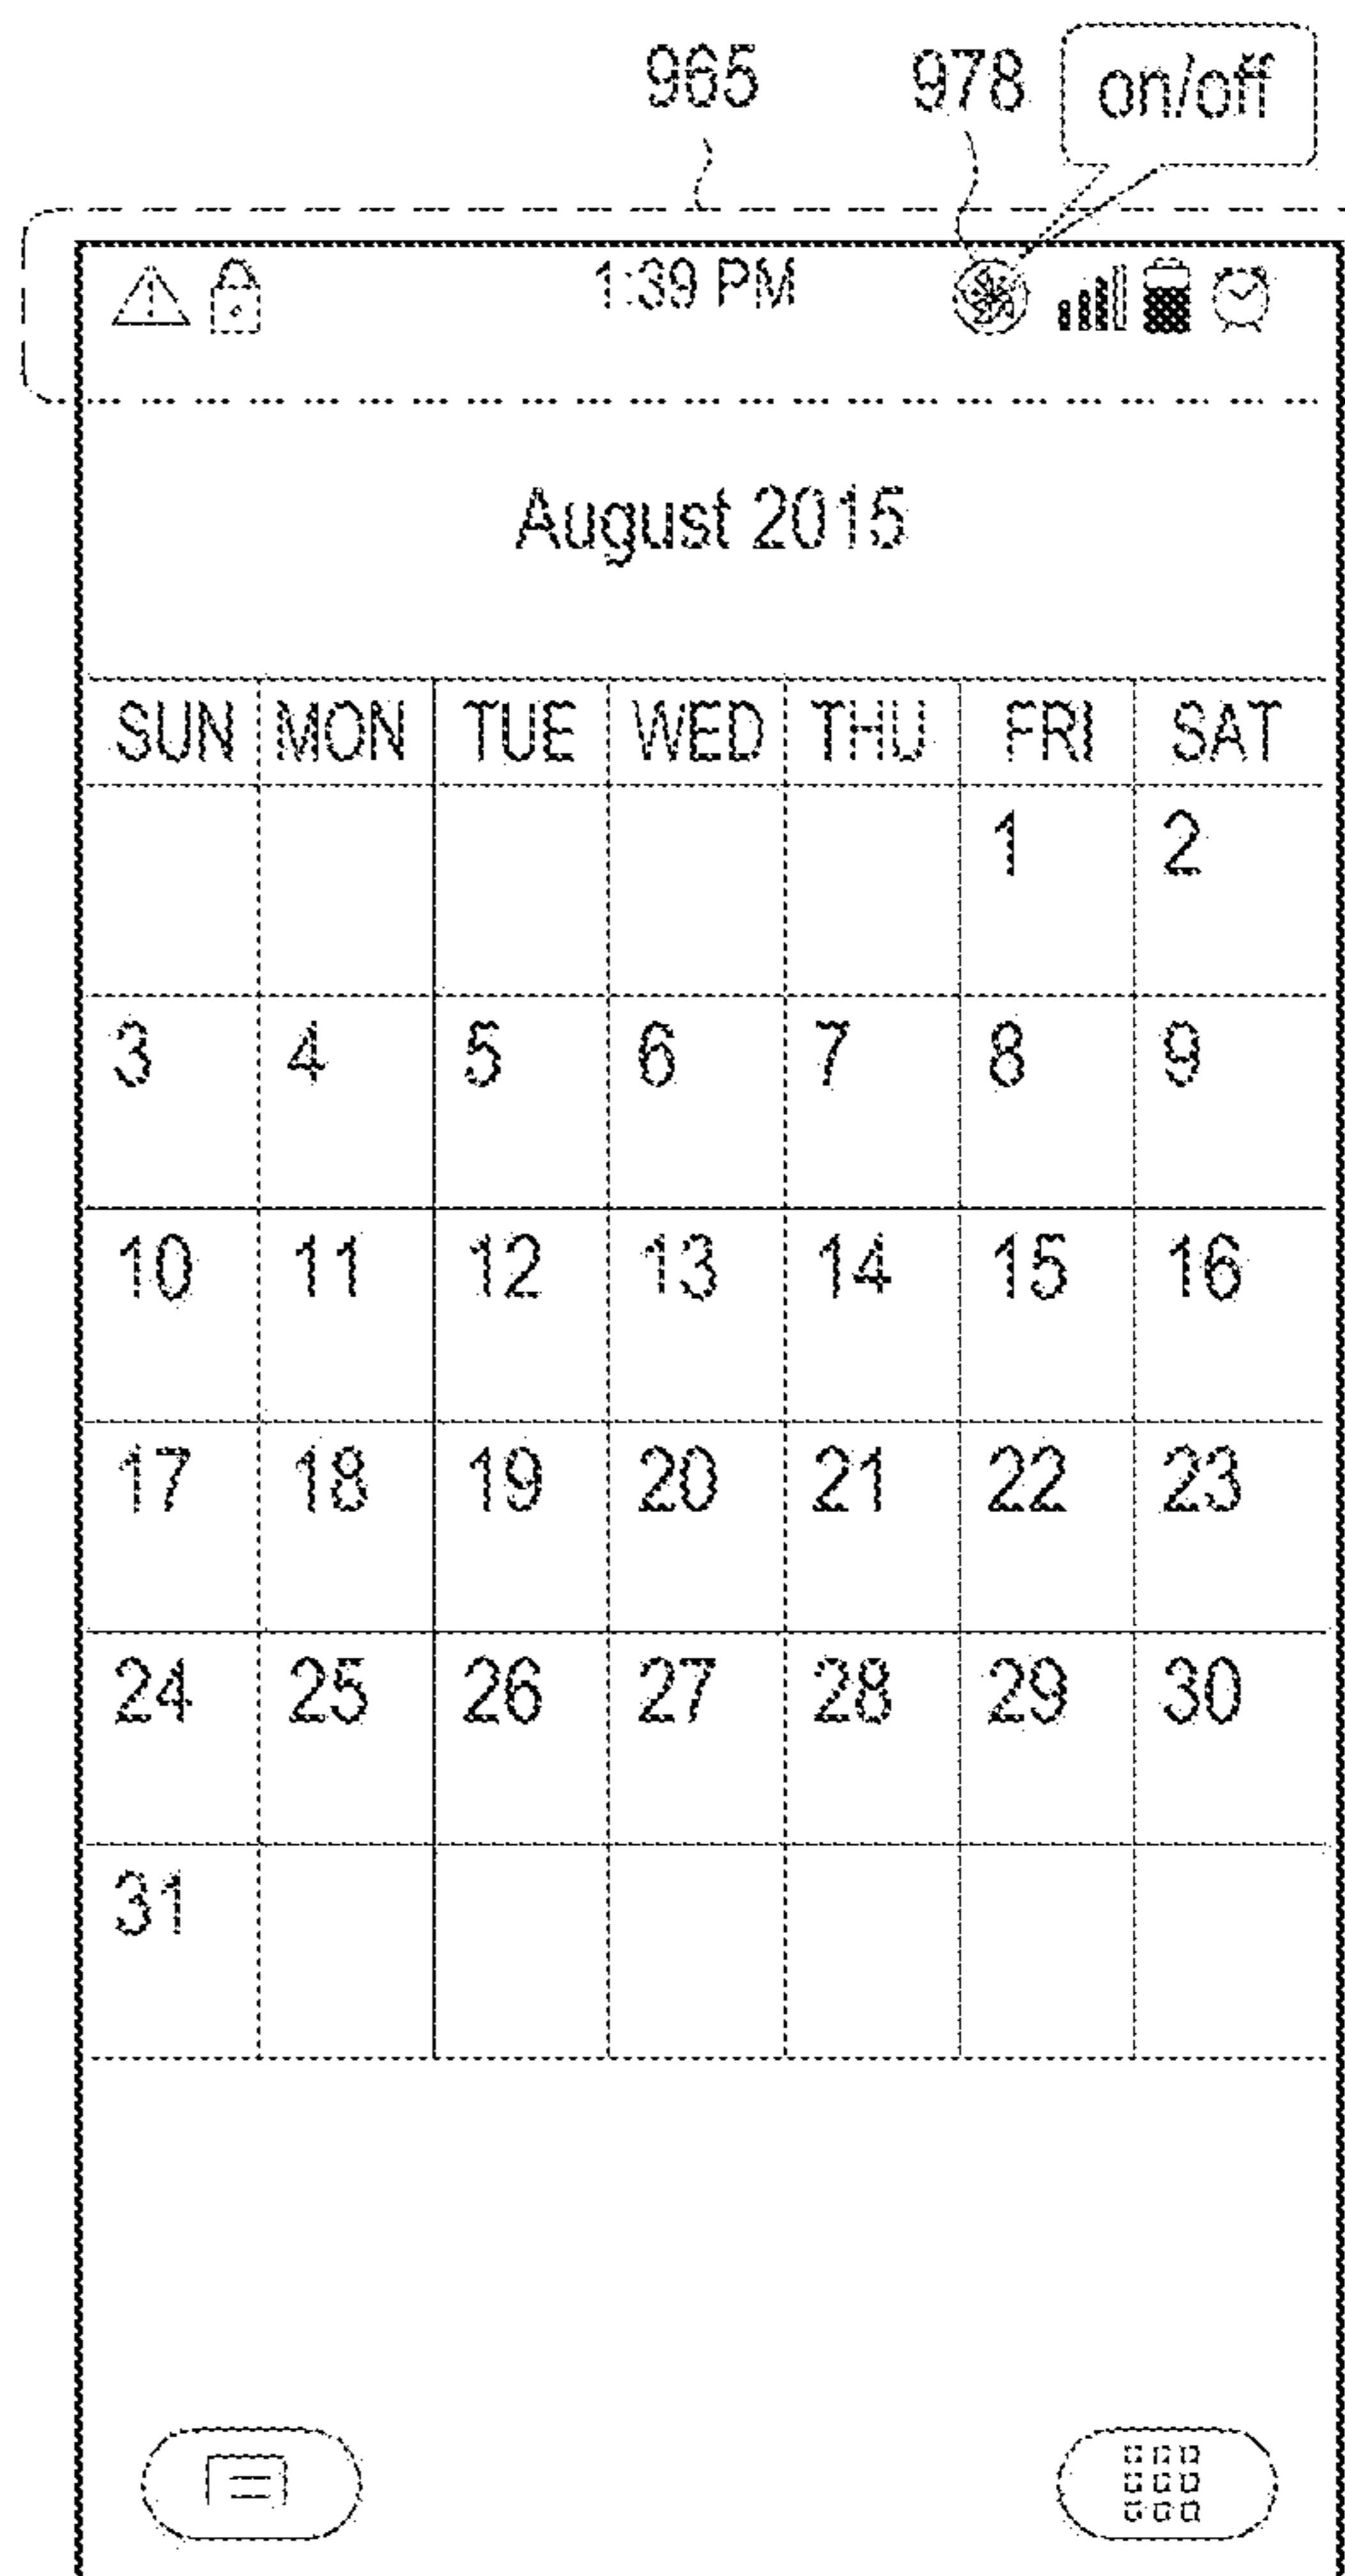 965 978 on/off
1:39 PM
August 2015
SUN MON TUE WED THU FRI SAT
1 2
3 4 5 6 7 8 9
10 11 12 13 14 15 16
17 18 19 20 21 22 23
24 25 26 27 28 29 30
31